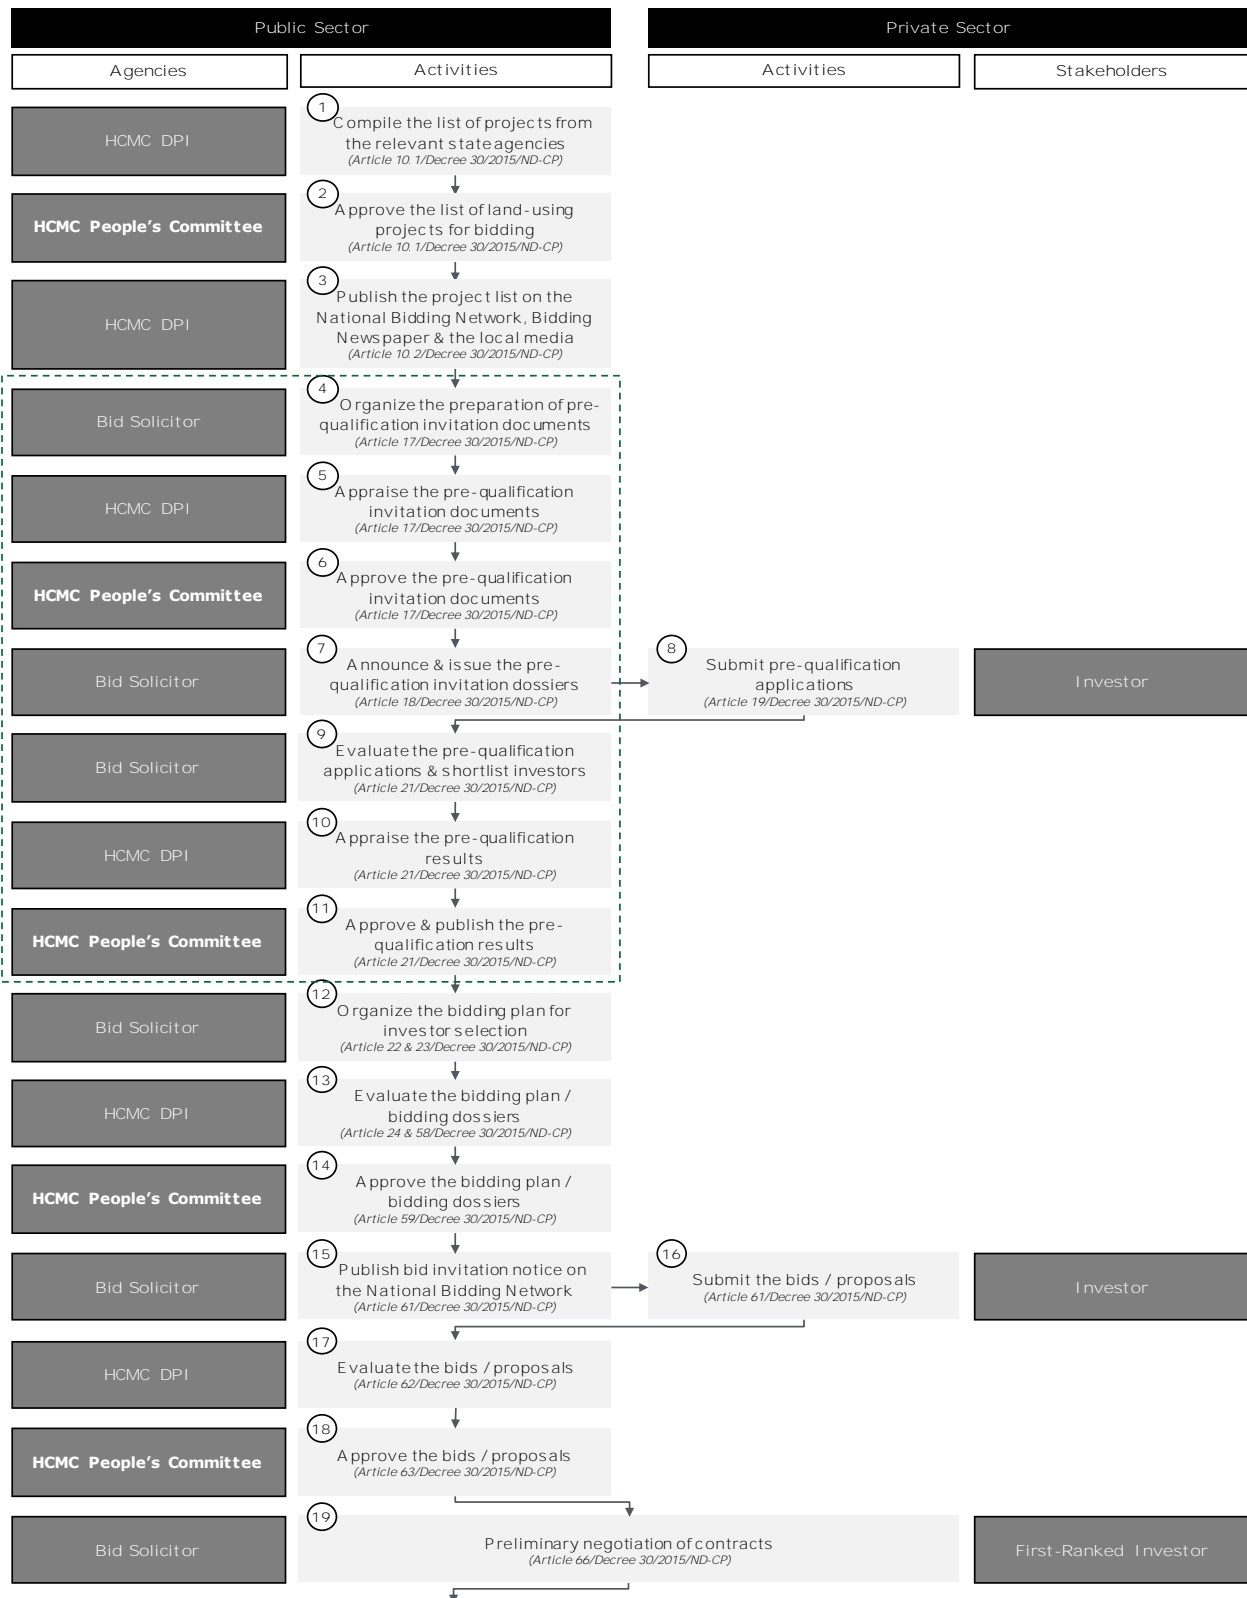 Public Sector
Private Sector
Agencies
Activities
Activities
Stakeholders
HCMC DPI
1
Compile the list of projects from
the relevant state agencies
(Article 10.1/Decree 30/2015/ND-CP)
HCMC People's Committee
2
Approve the list of land-using
projects for bidding
(Article 10.1/Decree 30/2015/ND-CP)
HCMC DPI
3
Publish the project list on the
National Bidding Network, Bidding
Newspaper & the local media
(Article 10.2/Decree 30/2015/ND-CP)
Bid Solicitor
4
Organize the preparation of pre-
qualification invitation documents
(Article 17/Decree 30/2015/ND-CP)
HCMC DPI
5
Appraise the pre-qualification
invitation documents
(Article 17/Decree 30/2015/ND-CP)
HCMC People's Committee
6
Approve the pre-qualification
invitation documents
(Article 17/Decree 30/2015/ND-CP)
Bid Solicitor
7
Announce & issue the pre-
qualification invitation dossiers
(Article 18/Decree 30/2015/ND-CP)
8
Submit pre-qualification
applications
(Article 19/Decree 30/2015/ND-CP)
Investor
Bid Solicitor
9
Evaluate the pre-qualification
applications & shortlist investors
(Article 21/Decree 30/2015/ND-CP)
HCMC DPI
10
Appraise the pre-qualification
results
(Article 21/Decree 30/2015/ND-CP)
HCMC People's Committee
11
Approve & publish the pre-
qualification results
(Article 21/Decree 30/2015/ND-CP)
Bid Solicitor
12
Organize the bidding plan for
investor selection
(Article 22 & 23/Decree 30/2015/ND-CP)
HCMC DPI
13
Evaluate the bidding plan /
bidding dossiers
(Article 24 & 58/Decree 30/2015/ND-CP)
HCMC People's Committee
14
Approve the bidding plan /
bidding dossiers
(Article 59/Decree 30/2015/ND-CP)
Bid Solicitor
15
Publish bid invitation notice on
the National Bidding Network
(Article 61/Decree 30/2015/ND-CP)
16
Submit the bids / proposals
(Article 61/Decree 30/2015/ND-CP)
Investor
HCMC DPI
17
Evaluate the bids / proposals
(Article 62/Decree 30/2015/ND-CP)
HCMC People's Committee
18
Approve the bids / proposals
(Article 63/Decree 30/2015/ND-CP)
Bid Solicitor
19
Preliminary negotiation of contracts
(Article 66/Decree 30/2015/ND-CP)
First-Ranked Investor